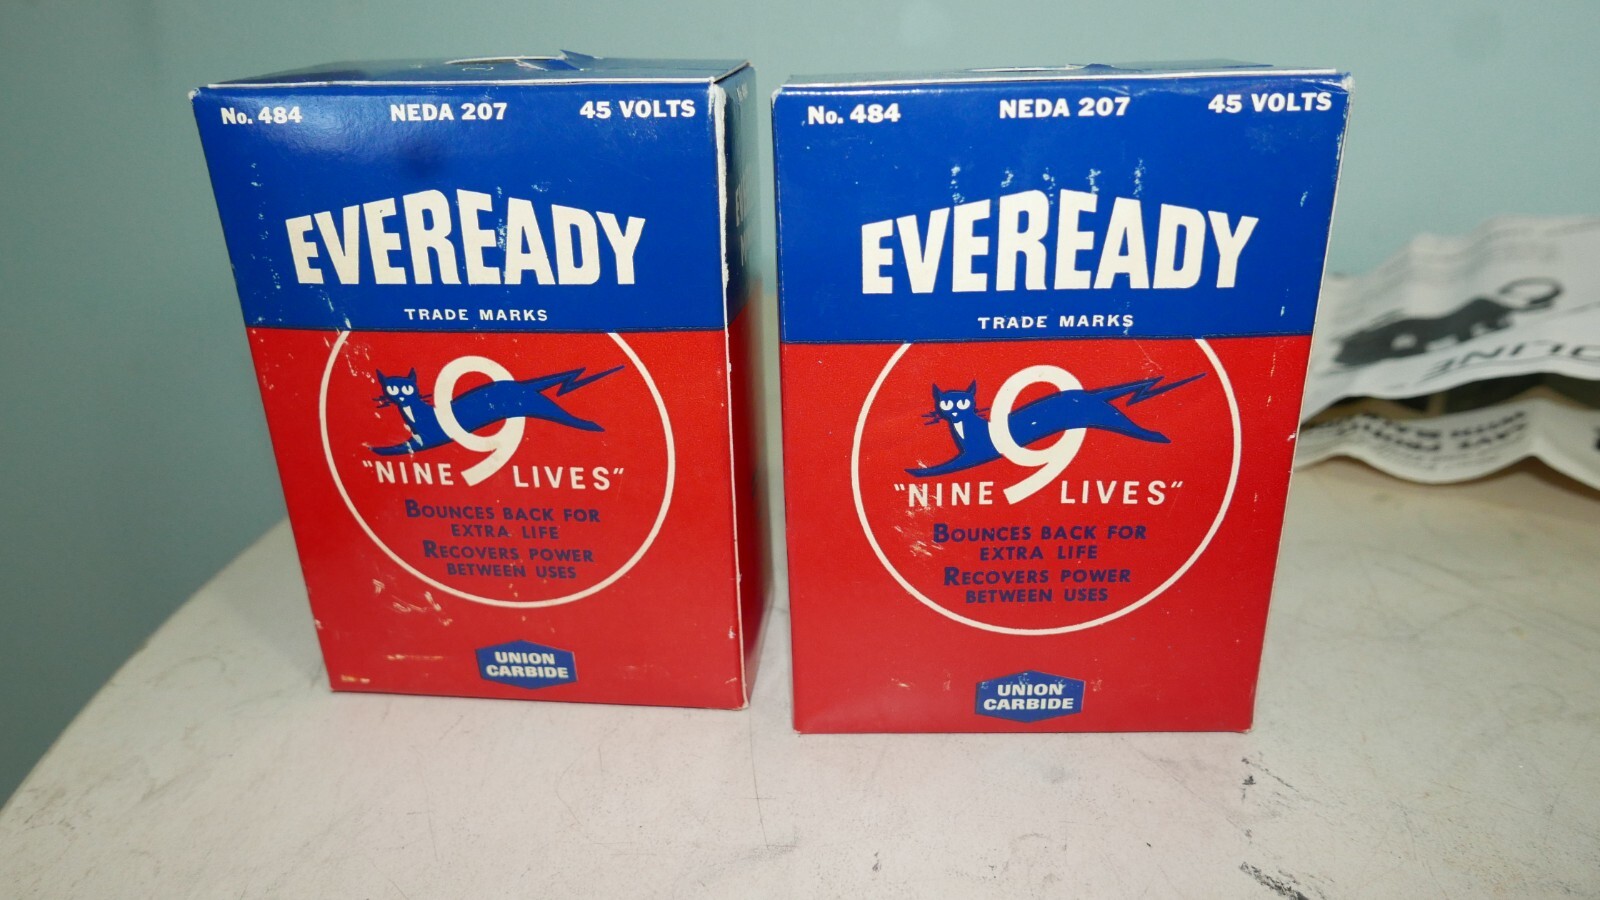 No. 484 NEDA 207 45 VOLTS
EVEREADY
TRADE MARKS
9
"NINE LIVES"
BOUNCES BACK FOR
EXTRA LIFE
RECOVERS POWER
BETWEEN USES
UNION
CARBIDE
No. 484 NEDA 207 45 VOLTS
EVEREADY
TRADE MARKS
9
"NINE LIVES"
BOUNCES BACK FOR
EXTRA LIFE
RECOVERS POWER
BETWEEN USES
UNION
CARBIDE